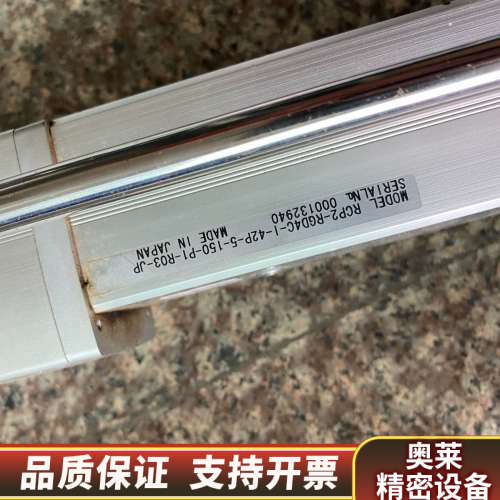 MODEL RCP2-RGD4C-I-42P-5-150-P1-R03-JP
SERIAL No. 000132940
MADE IN JAPAN
品质保证 支持开票
奥莱
精密设备